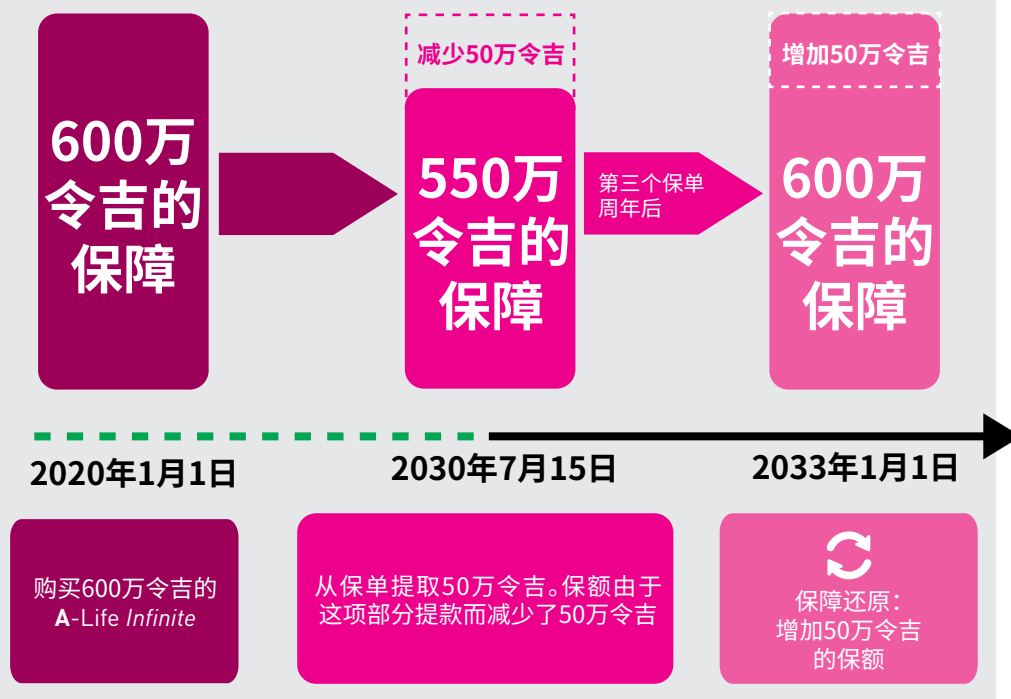 600万
令吉的
保障
减少50万令吉
550万
令吉的
保障
第三个保单
周年后
增加50万令吉
600万
令吉的
保障
2020年1月1日
2030年7月15日
2033年1月1日
购买600万令吉的
A-Life Infinite
从保单提取50万令吉。保额由于
这项部分提款而减少了50万令吉
保障还原：
增加50万令吉
的保额